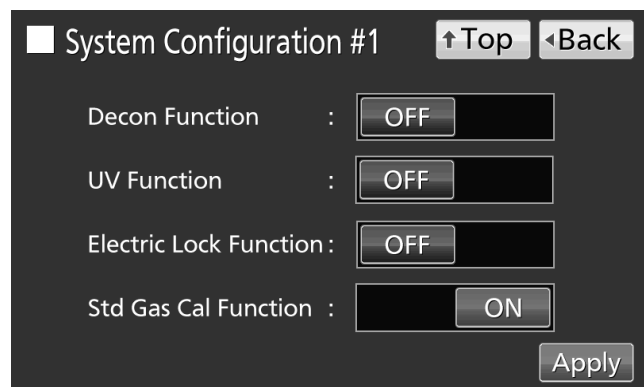 System Configuration #1 ↑Top ◂Back
Decon Function : OFF
UV Function : OFF
Electric Lock Function : OFF
Std Gas Cal Function : ON
Apply